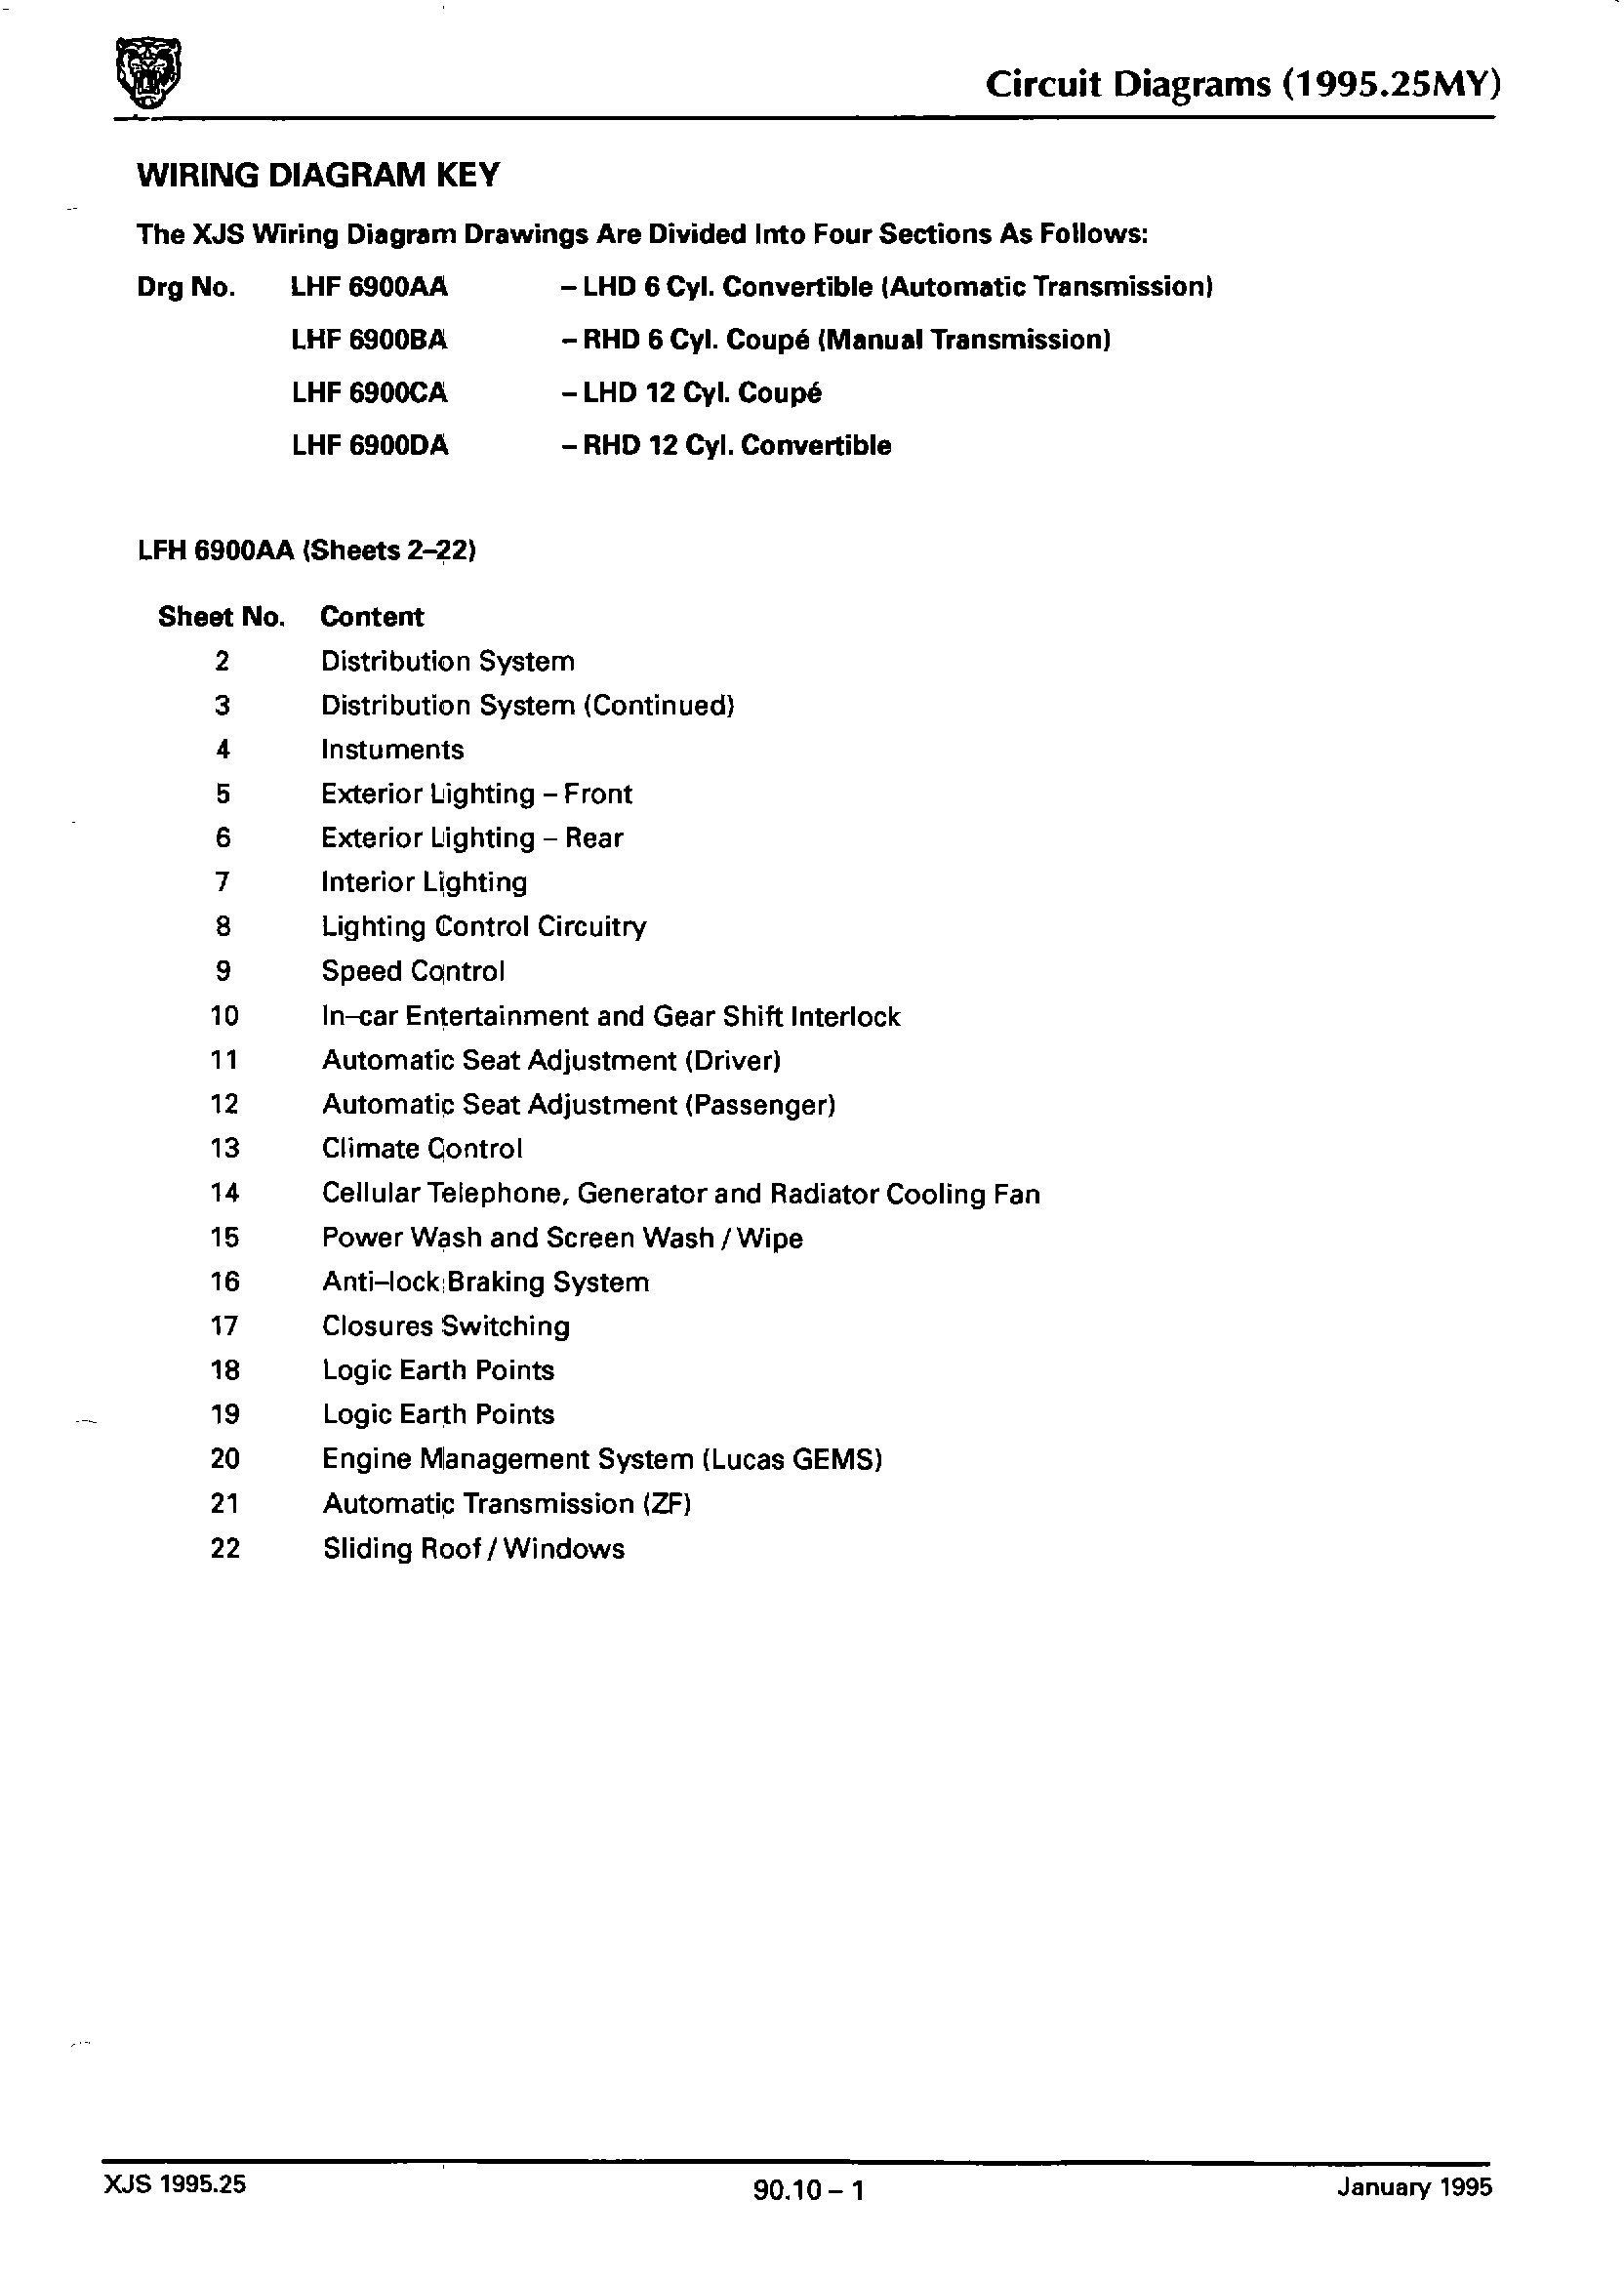 Circuit Diagrams (1995.25MY)
WIRING DIAGRAM KEY
The XJS Wiring Diagram Drawings Are Divided Into Four Sections As Follows:
Drg No. LHF 6900AA – LHD 6 Cyl. Convertible (Automatic Transmission)
LHF 6900BA – RHD 6 Cyl. Coupé (Manual Transmission)
LHF 6900CA – LHD 12 Cyl. Coupé
LHF 6900DA – RHD 12 Cyl. Convertible
LFH 6900AA (Sheets 2–22)
Sheet No. Content
2 Distribution System
3 Distribution System (Continued)
4 Instuments
5 Exterior Lighting – Front
6 Exterior Lighting – Rear
7 Interior Lighting
8 Lighting Control Circuitry
9 Speed Control
10 In–car Entertainment and Gear Shift Interlock
11 Automatic Seat Adjustment (Driver)
12 Automatic Seat Adjustment (Passenger)
13 Climate Control
14 Cellular Telephone, Generator and Radiator Cooling Fan
15 Power Wash and Screen Wash / Wipe
16 Anti–lock Braking System
17 Closures Switching
18 Logic Earth Points
19 Logic Earth Points
20 Engine Management System (Lucas GEMS)
21 Automatic Transmission (ZF)
22 Sliding Roof / Windows
XJS 1995.25 90.10 – 1 January 1995